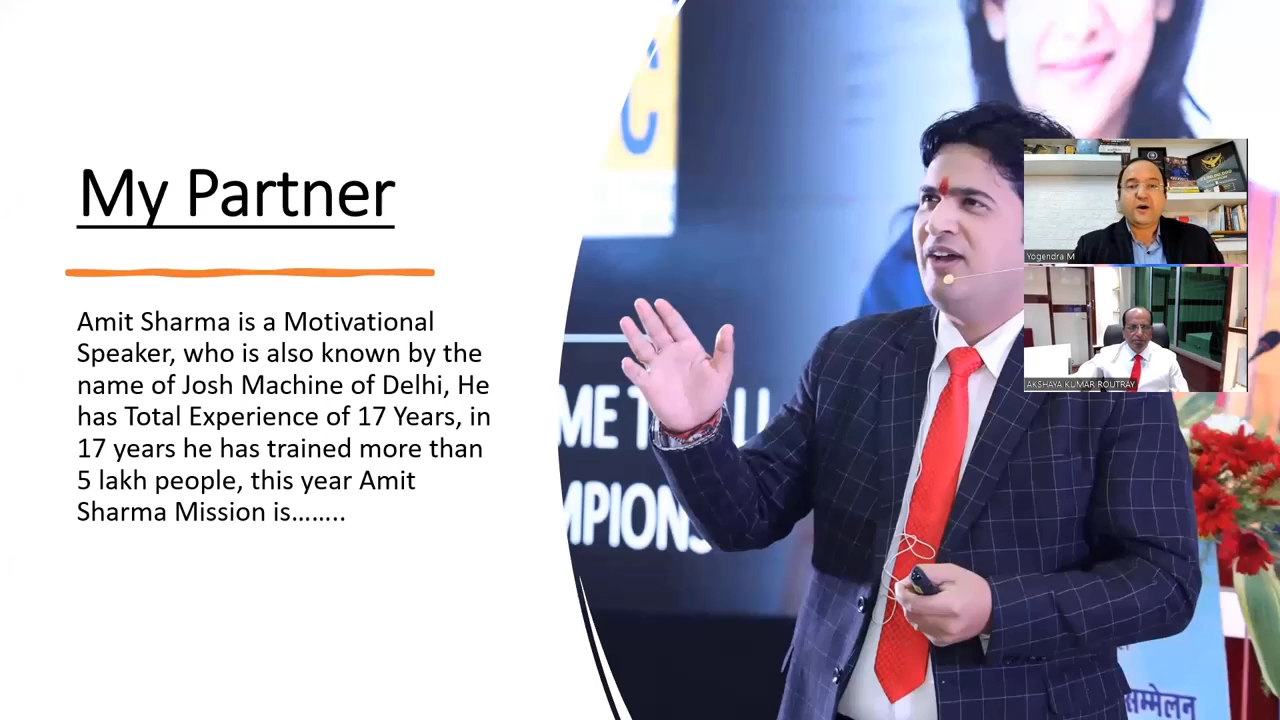 My Partner
Amit Sharma is a Motivational
Speaker, who is also known by the
name of Josh Machine of Delhi, He
has Total Experience of 17 Years, in
17 years he has trained more than
5 lakh people, this year Amit
Sharma Mission is........
C
ME T
LL
MPIONS
Yogendra M
AKSHAYA KUMAR ROUTRAY
सम्मेलन